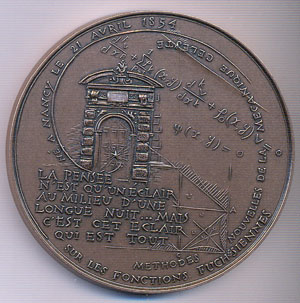 NÉ A NANCY LE 21 AVRIL 1854
LES MÉTHODES NOUVELLES DE LA MÉCANIQUE CÉLESTE
SUR LES FONCTIONS FUCHSIENNES
LA PENSÉE
N'EST QU'UN ÉCLAIR
AU MILIEU D'UNE
LONGUE NUIT... MAIS
C'EST CET ÉCLAIR
QUI EST TOUT